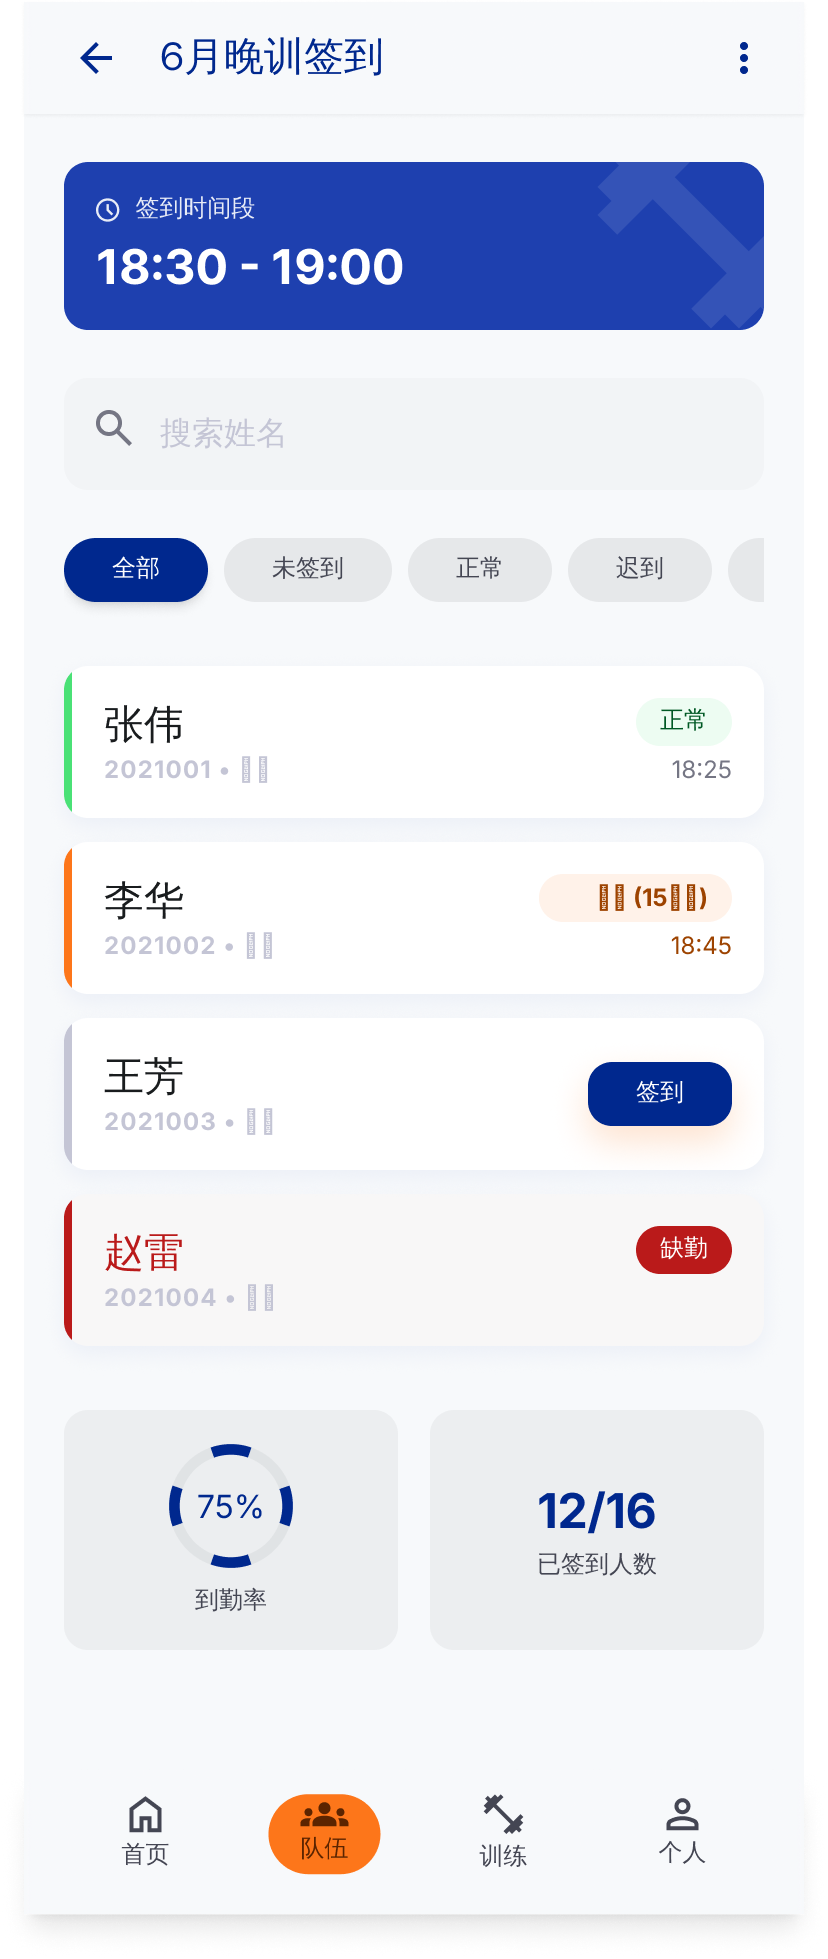 6月晚训签到
签到时间段
18:30 - 19:00
搜索姓名
全部 未签到 正常 迟到
张伟 正常
2021001 • 18:25
李华 (15)
2021002 • 18:45
王芳
2021003 • 签到
赵雷 缺勤
2021004 •
75%
到勤率
12/16
已签到人数
首页 队伍 训练 个人